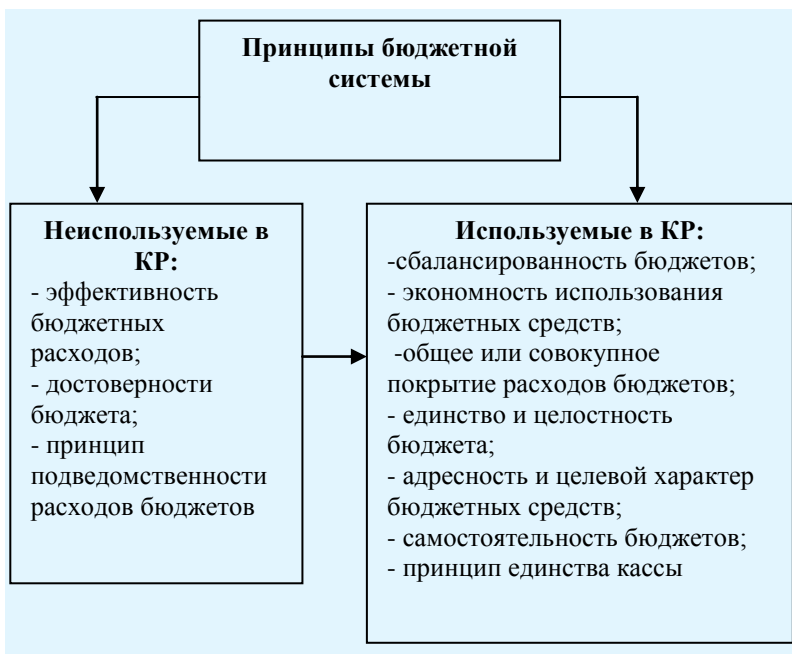 Принципы бюджетной
системы
Неиспользуемые в
КР:
- эффективность
бюджетных
расходов;
- достоверности
бюджета;
- принцип
подведомственности
расходов бюджетов
Используемые в КР:
-сбалансированность бюджетов;
- экономность использования
бюджетных средств;
-общее или совокупное
покрытие расходов бюджетов;
- единство и целостность
бюджета;
- адресность и целевой характер
бюджетных средств;
- самостоятельность бюджетов;
- принцип единства кассы